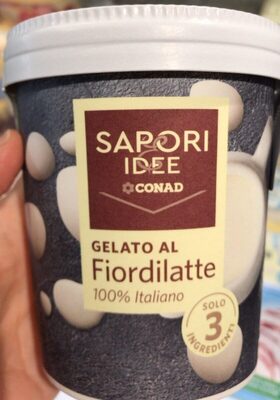 SAPORI
IDEE
CONAD
GELATO AL
Fiordilatte
100% Italiano
SOLO
3
INGREDIENTI